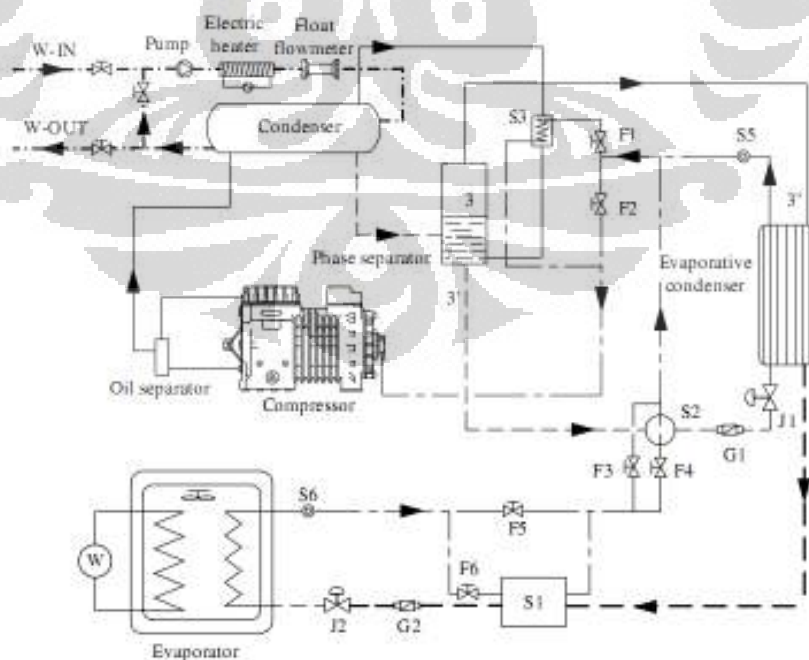 Electric heater
Float flowmeter
Pump
W-IN
W-OUT
Condenser
S3
F1
S5
3
F2
3'
Phase separator
3'
Evaporative condenser
Oil separator
Compressor
S2
J1
G1
F3
F4
S6
F5
W
F6
S1
J2
G2
Evaporator